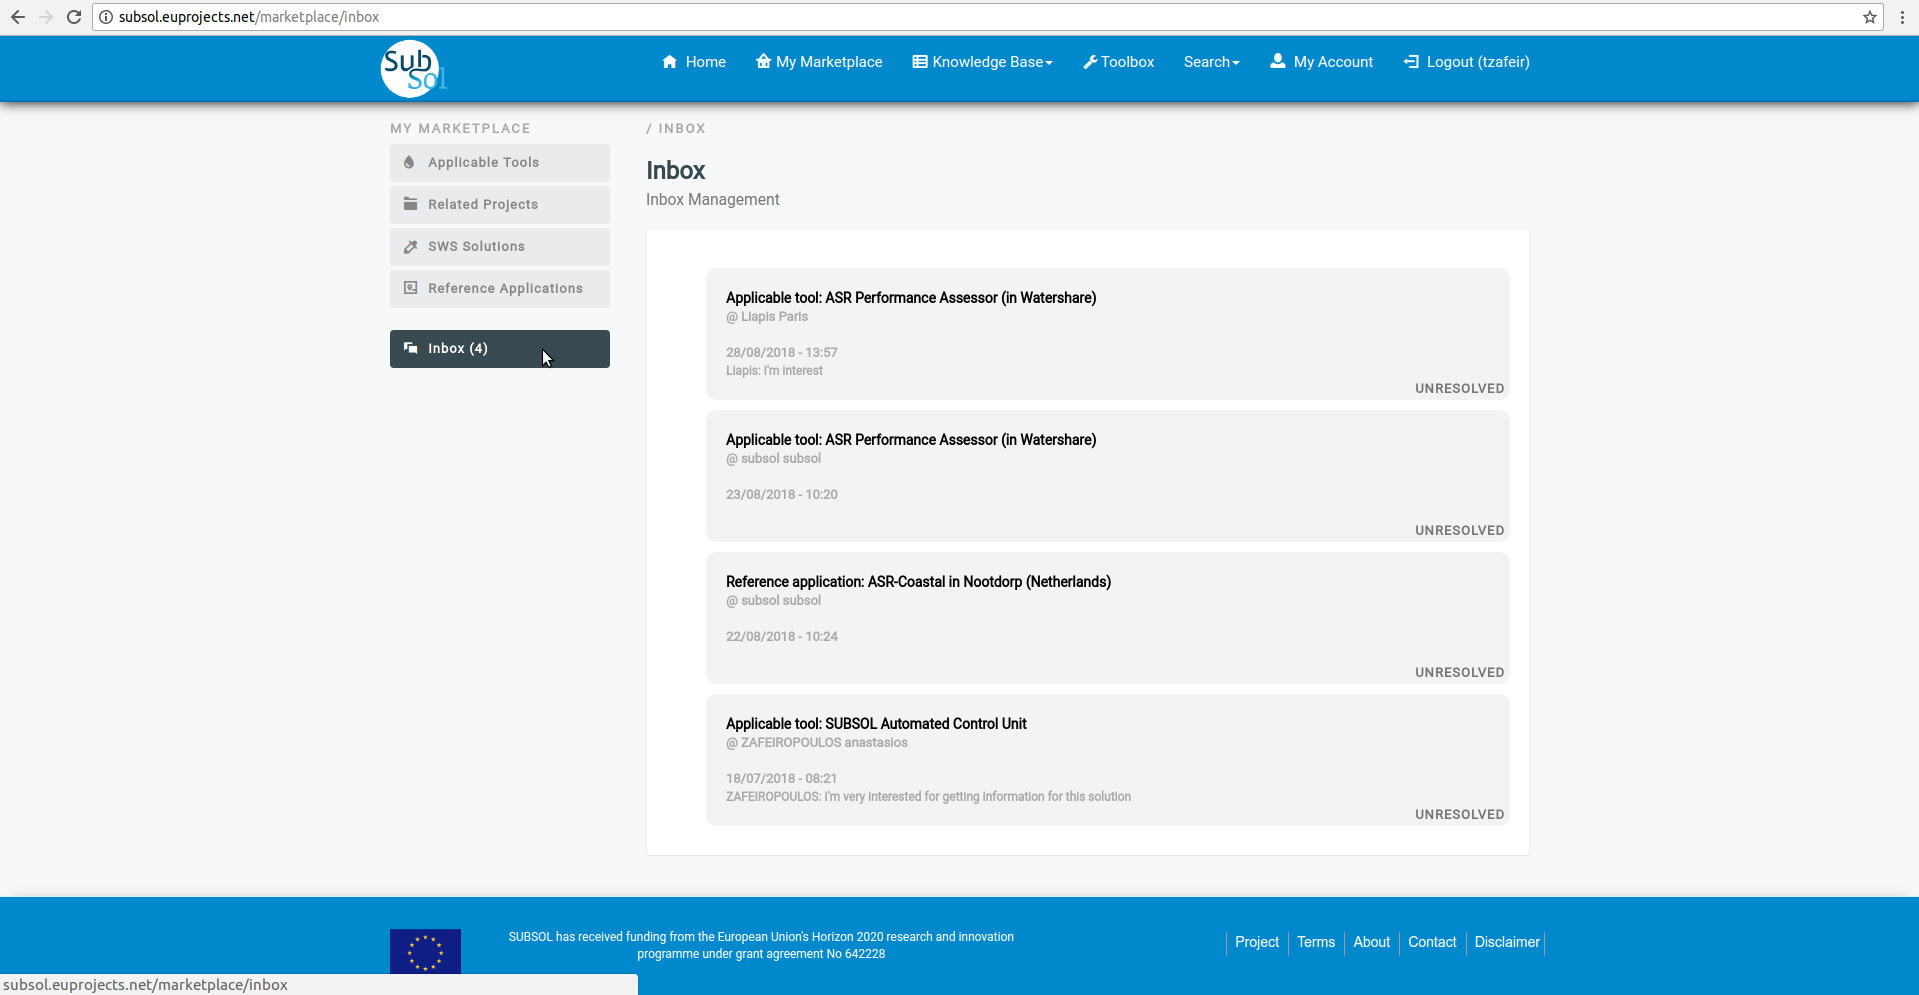 subsol.euprojects.net/marketplace/inbox
Sub
Sol
Home My Marketplace Knowledge Base Toolbox Search My Account Logout (tzafeir)
MY MARKETPLACE
Applicable Tools
Related Projects
SWS Solutions
Reference Applications
Inbox (4)
/ INBOX
Inbox
Inbox Management
Applicable tool: ASR Performance Assessor (in Watershare)
@ Liapis Paris
28/08/2018 - 13:57
Liapis: I'm interest
UNRESOLVED
Applicable tool: ASR Performance Assessor (in Watershare)
@ subsol subsol
23/08/2018 - 10:20
UNRESOLVED
Reference application: ASR-Coastal in Nootdorp (Netherlands)
@ subsol subsol
22/08/2018 - 10:24
UNRESOLVED
Applicable tool: SUBSOL Automated Control Unit
@ ZAFEIROPOULOS anastasios
18/07/2018 - 08:21
ZAFEIROPOULOS: I'm very interested for getting information for this solution
UNRESOLVED
SUBSOL has received funding from the European Union's Horizon 2020 research and innovation
programme under grant agreement No 642228
Project Terms About Contact Disclaimer
subsol.euprojects.net/marketplace/inbox